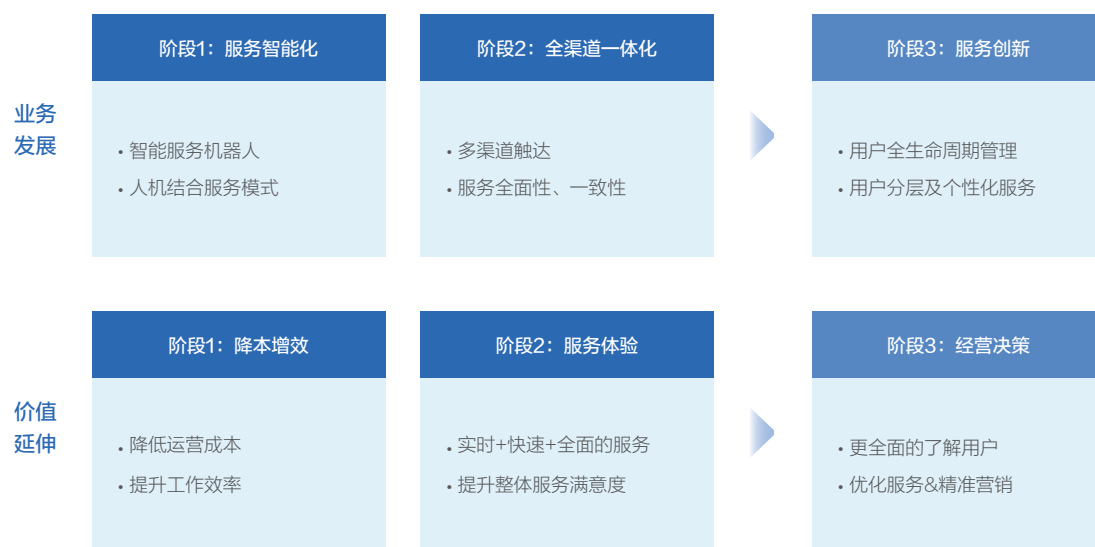 业务
发展
阶段1：服务智能化
• 智能服务机器人
• 人机结合服务模式
阶段2：全渠道一体化
• 多渠道触达
• 服务全面性、一致性
阶段3：服务创新
• 用户全生命周期管理
• 用户分层及个性化服务
价值
延伸
阶段1：降本增效
• 降低运营成本
• 提升工作效率
阶段2：服务体验
• 实时+快速+全面的服务
• 提升整体服务满意度
阶段3：经营决策
• 更全面的了解用户
• 优化服务&精准营销